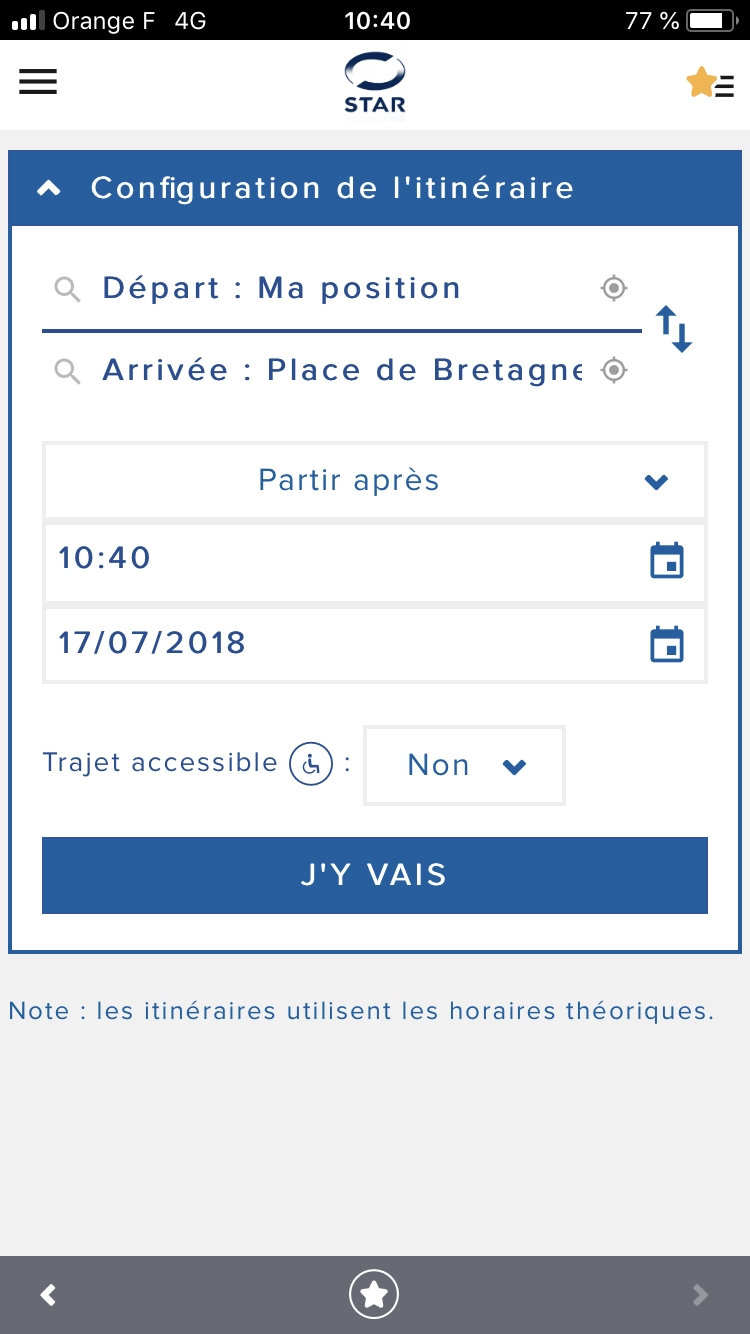 Orange F 4G 10:40 77 %
STAR
Configuration de l'itinéraire
Départ : Ma position
Arrivée : Place de Bretagne
Partir après
10:40
17/07/2018
Trajet accessible : Non
J'Y VAIS
Note : les itinéraires utilisent les horaires théoriques.